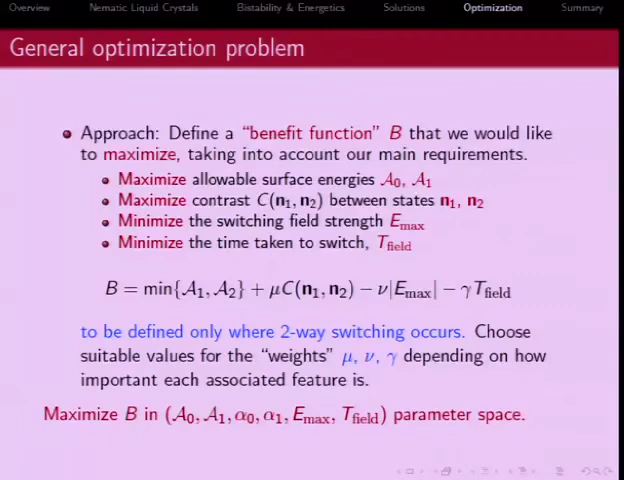 Overview Nematic Liquid Crystals Bistability & Energetics Solutions Optimization Summary
General optimization problem
Approach: Define a “benefit function” B that we would like
to maximize, taking into account our main requirements.
Maximize allowable surface energies 𝒜₀, 𝒜₁
Maximize contrast C(n₁, n₂) between states n₁, n₂
Minimize the switching field strength E_max
Minimize the time taken to switch, T_field
B = min{𝒜₁, 𝒜₂} + μC(n₁, n₂) − ν|E_max| − γT_field
to be defined only where 2-way switching occurs. Choose
suitable values for the “weights” μ, ν, γ depending on how
important each associated feature is.
Maximize B in (𝒜₀, 𝒜₁, α₀, α₁, E_max, T_field) parameter space.